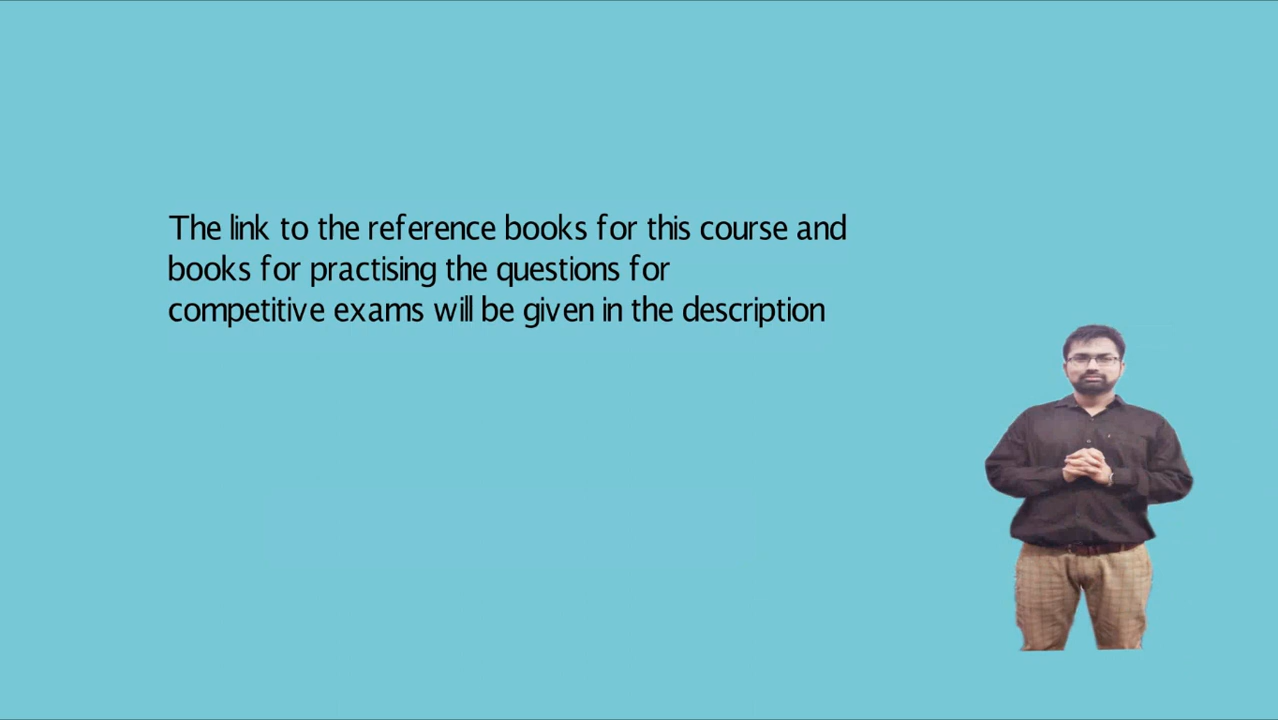 The link to the reference books for this course and
books for practising the questions for
competitive exams will be given in the description